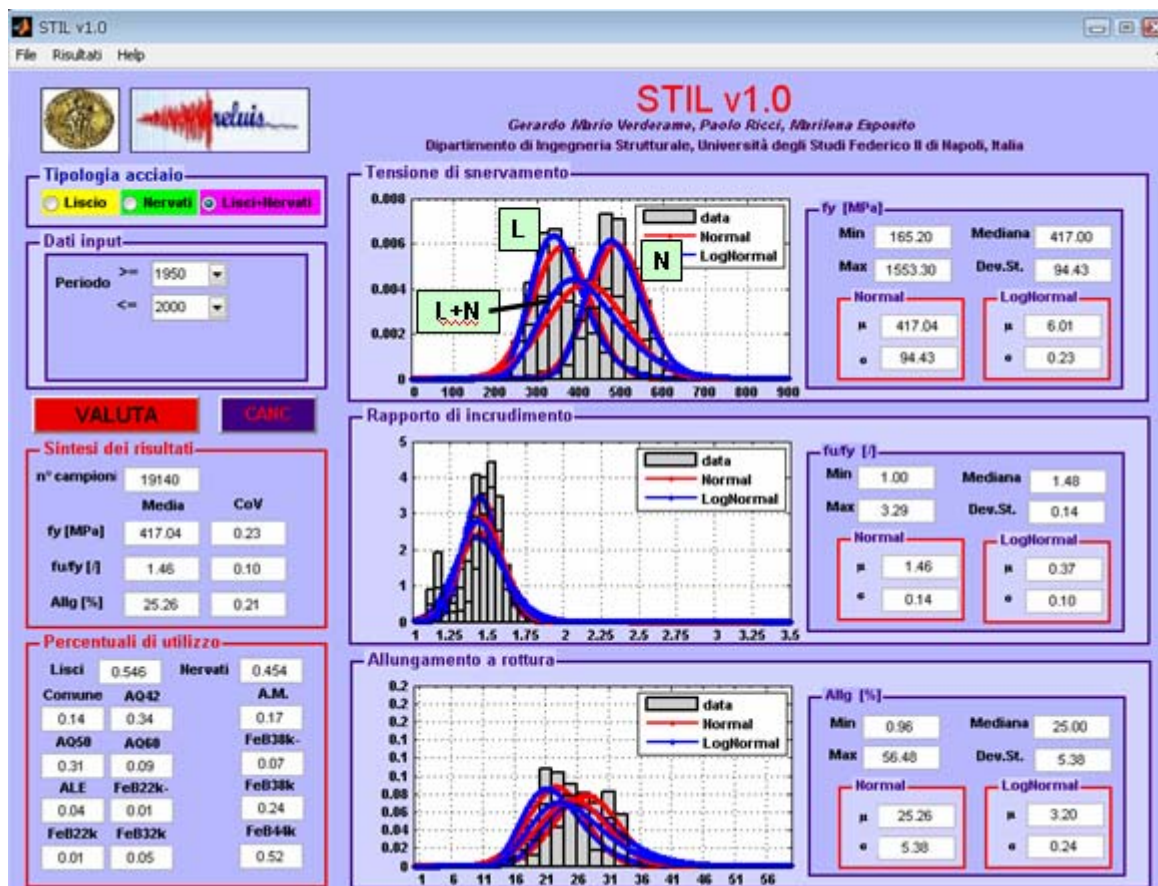 STIL v1.0
File Risultati Help
reluis
STIL v1.0
Gerardo Mario Verderame, Paolo Ricci, Marilena Esposito
Dipartimento di Ingegneria Strutturale, Università degli Studi Federico II di Napoli, Italia
Tipologia acciaio
Liscio Nervati Lisci+Nervati
Dati input
Periodo >= 1950
<= 2000
VALUTA CANC
Sintesi dei risultati
n° campioni 19140
Media CoV
fy [MPa] 417.04 0.23
fu/fy [/] 1.46 0.10
Allg [%] 25.26 0.21
Percentuali di utilizzo
Lisci 0.546 Nervati 0.454
Comune AQ42 A.M.
0.14 0.34 0.17
AQ50 AQ60 FeB38k-
0.31 0.09 0.07
ALE FeB22k- FeB38k
0.04 0.01 0.24
FeB22k FeB32k FeB44k
0.01 0.05 0.52
Tensione di snervamento
0.008
0.006
0.004
0.002
0
0 100 200 300 400 500 600 700 800 900
L
N
L+N
data
Normal
LogNormal
fy [MPa]
Min 165.20 Mediana 417.00
Max 1553.30 Dev.St. 94.43
Normal LogNormal
μ 417.04 μ 6.01
σ 94.43 σ 0.23
Rapporto di incrudimento
5
4
3
2
1
0
1 1.25 1.5 1.75 2 2.25 2.5 2.75 3 3.25 3.5
data
Normal
LogNormal
fu/fy [/]
Min 1.00 Mediana 1.48
Max 3.29 Dev.St. 0.14
Normal LogNormal
μ 1.46 μ 0.37
σ 0.14 σ 0.10
Allungamento a rottura
0.2
0.2
0.2
0.1
0.1
0.1
0.08
0.06
0.04
0.02
0
1 6 11 16 21 26 31 36 41 46 51 56
data
Normal
LogNormal
Allg [%]
Min 0.96 Mediana 25.00
Max 56.48 Dev.St. 5.38
Normal LogNormal
μ 25.26 μ 3.20
σ 5.38 σ 0.24